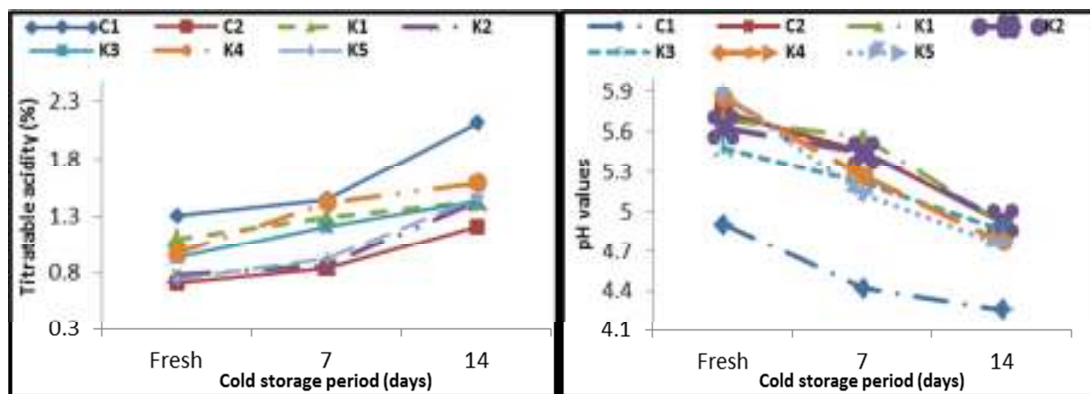 C1 C2 K1 K2
K3 K4 K5
Titratable acidity (%)
2.3
1.8
1.3
0.8
0.3
Fresh 7 14
Cold storage period (days)
C1 C2 K1 K2
K3 K4 K5
pH values
5.9
5.6
5.3
5
4.7
4.4
4.1
Fresh 7 14
Cold storage period (days)